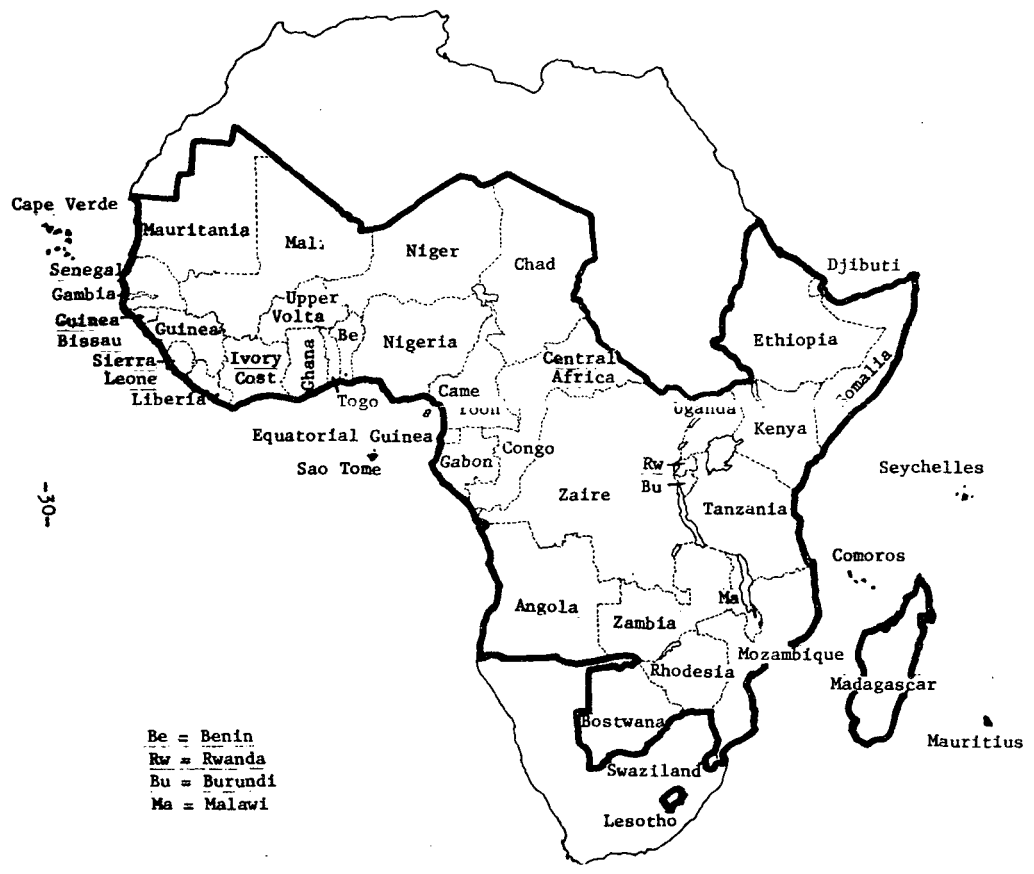 Cape Verde
Mauritania
Mali
Niger
Chad
Djibuti
Senegal
Gambia
Guinea
Bissau
Guinea
Upper
Volta
Be
Nigeria
Ethiopia
Sierra
Leone
Ivory
Cost
Ghana
Central
Africa
Somalia
Liberia
Togo
Came
roon
Uganda
Kenya
Equatorial Guinea
Sao Tome
Gabon
Congo
Rw
Bu
Zaire
Tanzania
Seychelles
-30-
Comoros
Angola
Zambia
Ma
Mozambique
Rhodesia
Madagascar
Bostwana
Mauritius
Swaziland
Lesotho
Be = Benin
Rw = Rwanda
Bu = Burundi
Ma = Malawi